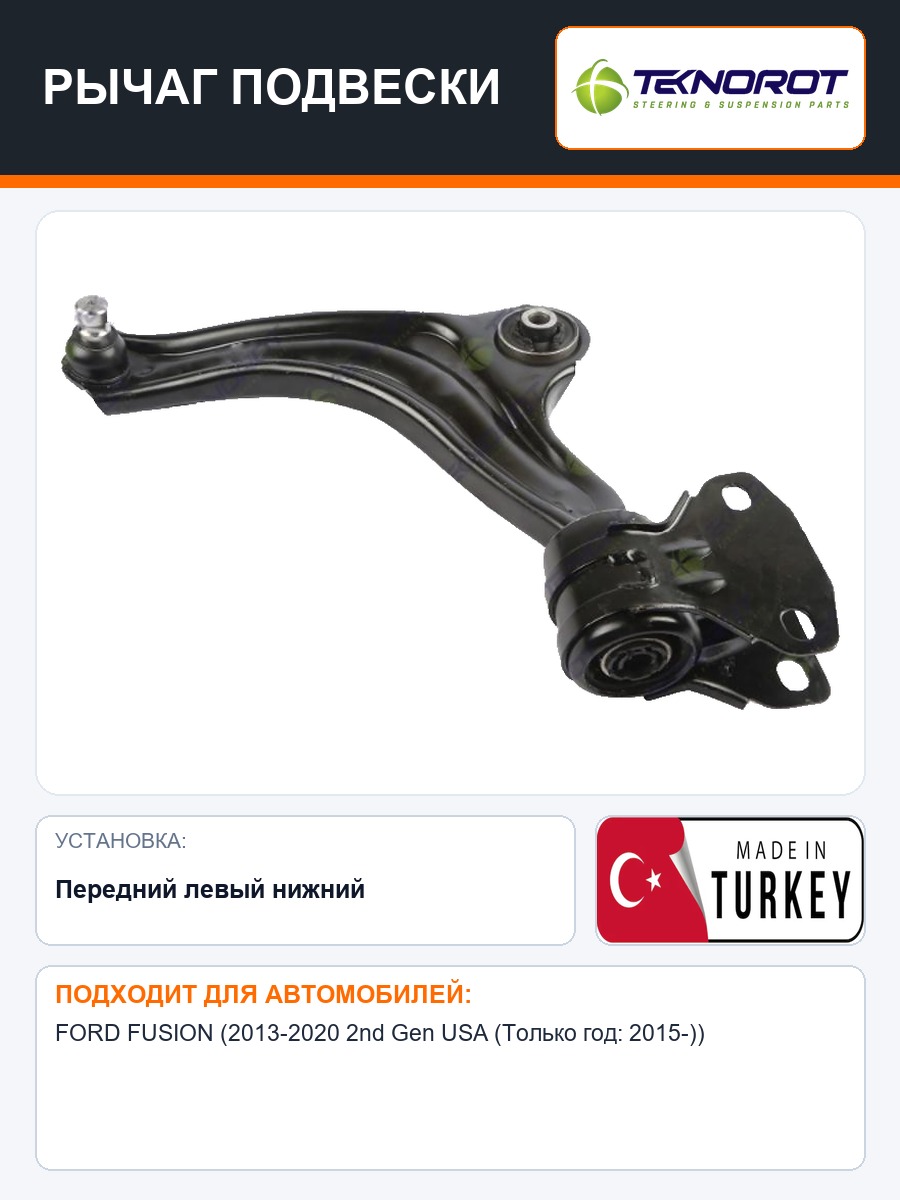 РЫЧАГ ПОДВЕСКИ
TEKNOROT
STEERING & SUSPENSION PARTS
УСТАНОВКА:
Передний левый нижний
MADE IN
TURKEY
ПОДХОДИТ ДЛЯ АВТОМОБИЛЕЙ:
FORD FUSION (2013-2020 2nd Gen USA (Только год: 2015-))